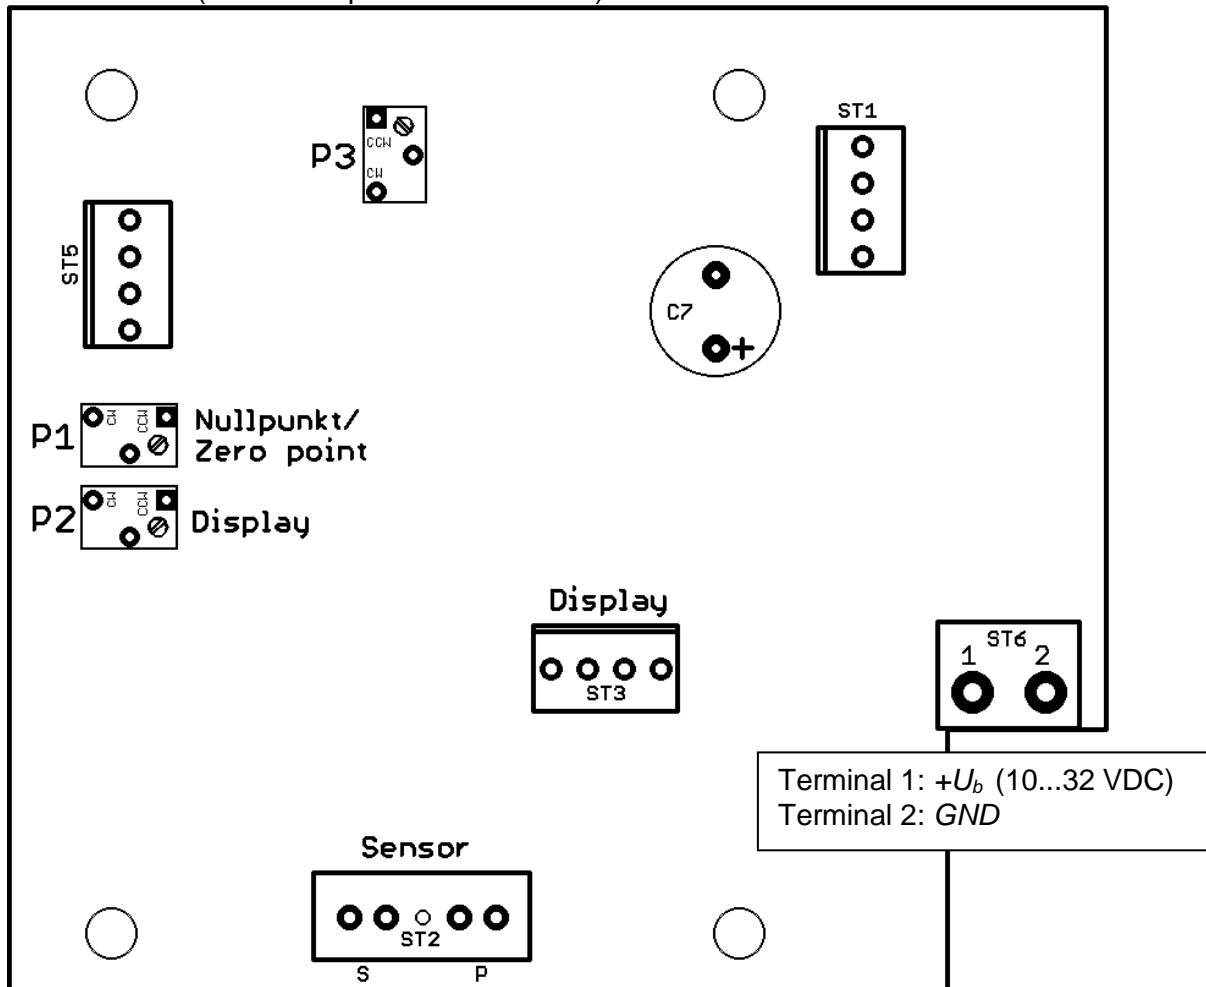 ST1
P3
CCW
CW
ST5
C7
+
P1
CW
CCW
Nullpunkt/
Zero point
P2
CW
CCW
Display
Display
ST3
ST6
1 2
Terminal 1: +Ub (10...32 VDC)
Terminal 2: GND
Sensor
ST2
S P